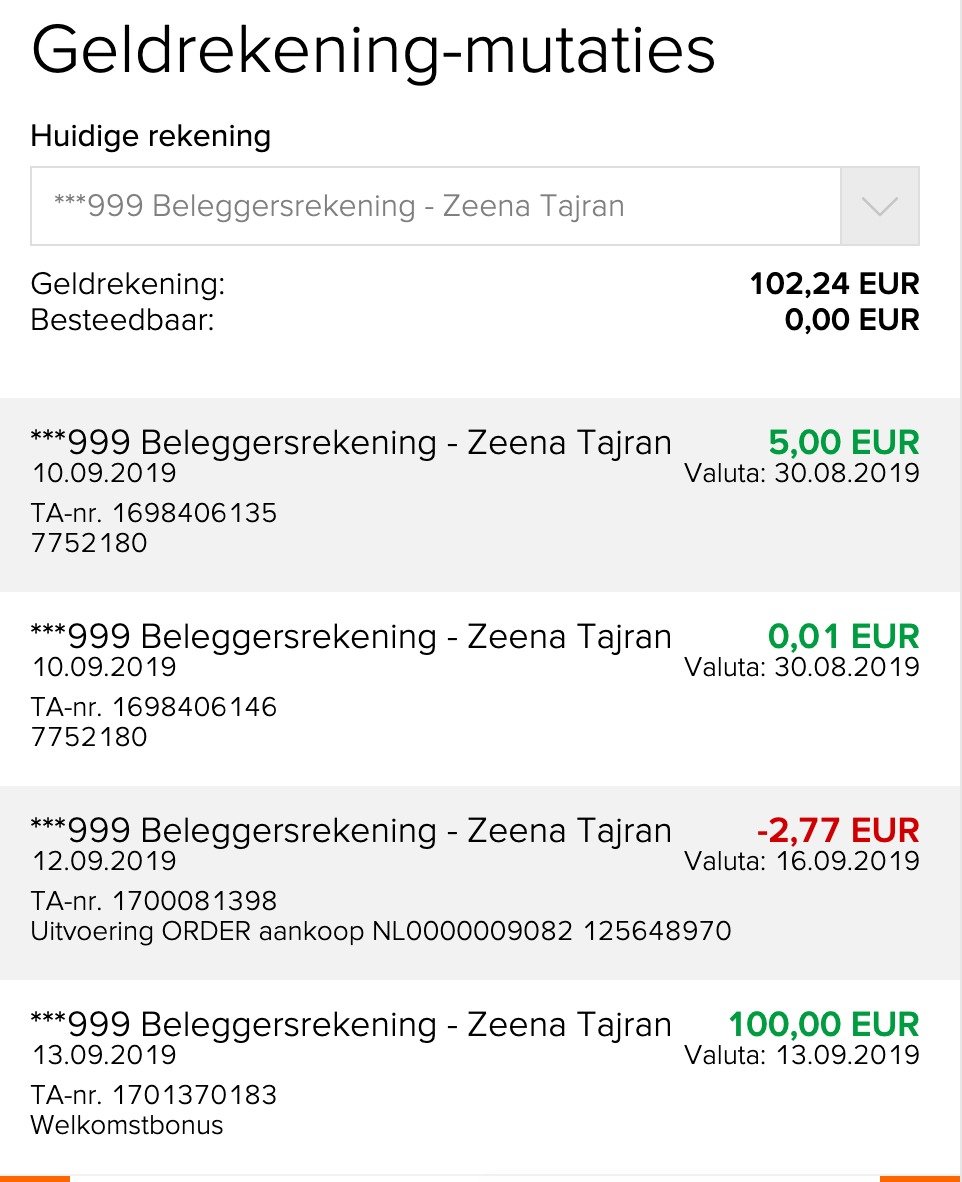 Geldrekening-mutaties
Huidige rekening
***999 Beleggersrekening - Zeena Tajran
Geldrekening: 102,24 EUR
Besteedbaar: 0,00 EUR
***999 Beleggersrekening - Zeena Tajran 5,00 EUR
10.09.2019 Valuta: 30.08.2019
TA-nr. 1698406135
7752180
***999 Beleggersrekening - Zeena Tajran 0,01 EUR
10.09.2019 Valuta: 30.08.2019
TA-nr. 1698406146
7752180
***999 Beleggersrekening - Zeena Tajran -2,77 EUR
12.09.2019 Valuta: 16.09.2019
TA-nr. 1700081398
Uitvoering ORDER aankoop NL0000009082 125648970
***999 Beleggersrekening - Zeena Tajran 100,00 EUR
13.09.2019 Valuta: 13.09.2019
TA-nr. 1701370183
Welkomstbonus